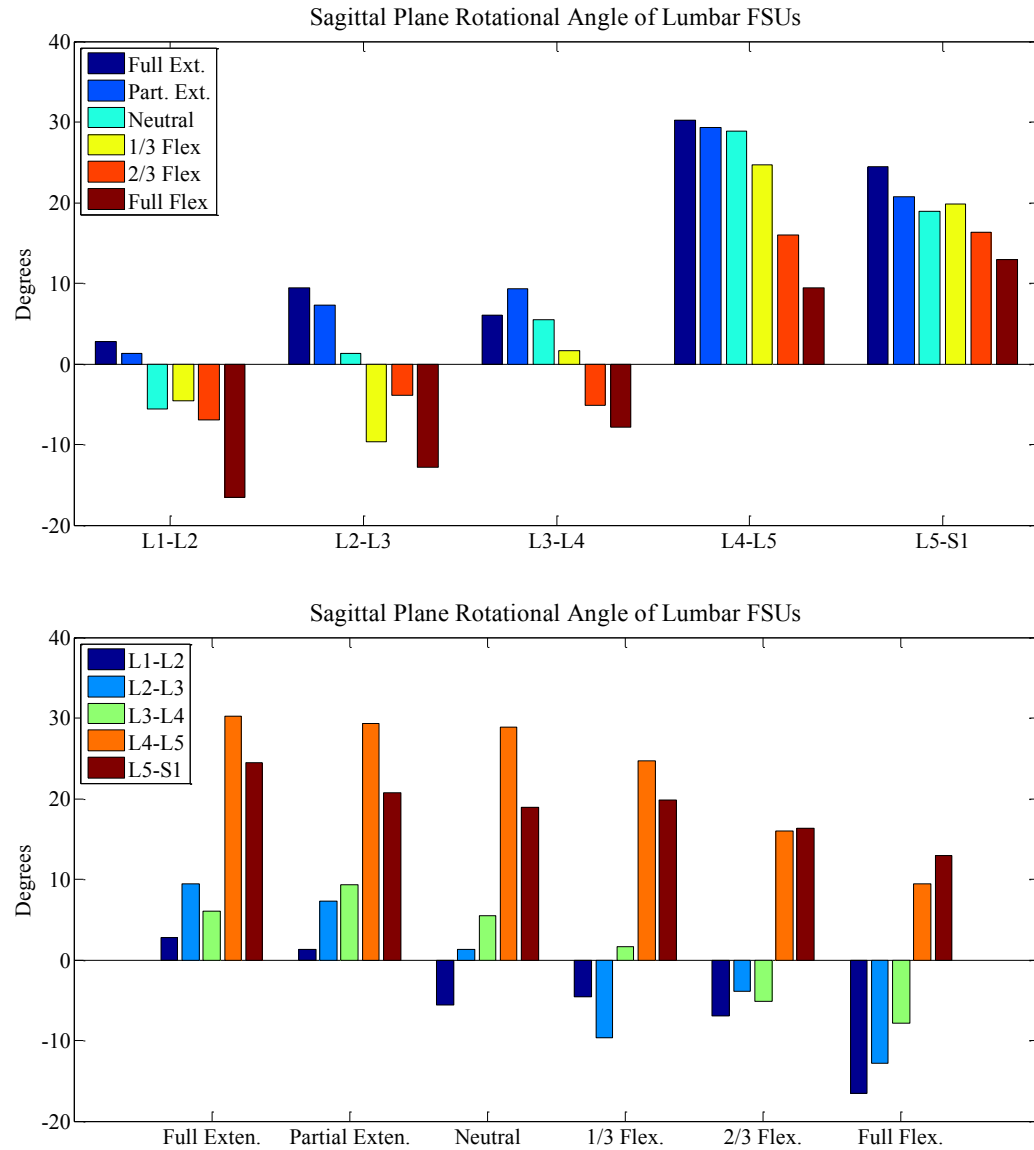 Sagittal Plane Rotational Angle of Lumbar FSUs
40
30
20
10
0
-10
-20
Degrees
Full Ext.
Part. Ext.
Neutral
1/3 Flex
2/3 Flex
Full Flex
L1-L2 L2-L3 L3-L4 L4-L5 L5-S1
Sagittal Plane Rotational Angle of Lumbar FSUs
40
30
20
10
0
-10
-20
Degrees
L1-L2
L2-L3
L3-L4
L4-L5
L5-S1
Full Exten. Partial Exten. Neutral 1/3 Flex. 2/3 Flex. Full Flex.